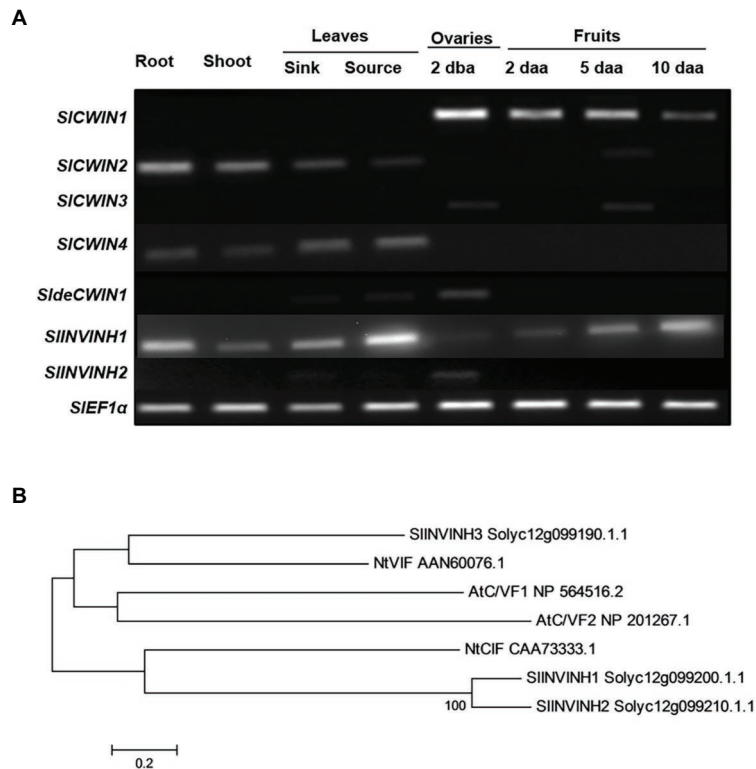 A
Leaves Ovaries Fruits
Root Shoot Sink Source 2 dba 2 daa 5 daa 10 daa
SlCWIN1
SlCWIN2
SlCWIN3
SlCWIN4
SldeCWIN1
SlINVINH1
SlINVINH2
SlEF1α
B
SlINVINH3 Solyc12g099190.1.1
NtVIF AAN60076.1
AtC/VF1 NP 564516.2
AtC/VF2 NP 201267.1
NtCIF CAA73333.1
SlINVINH1 Solyc12g099200.1.1
100
SlINVINH2 Solyc12g099210.1.1
0.2